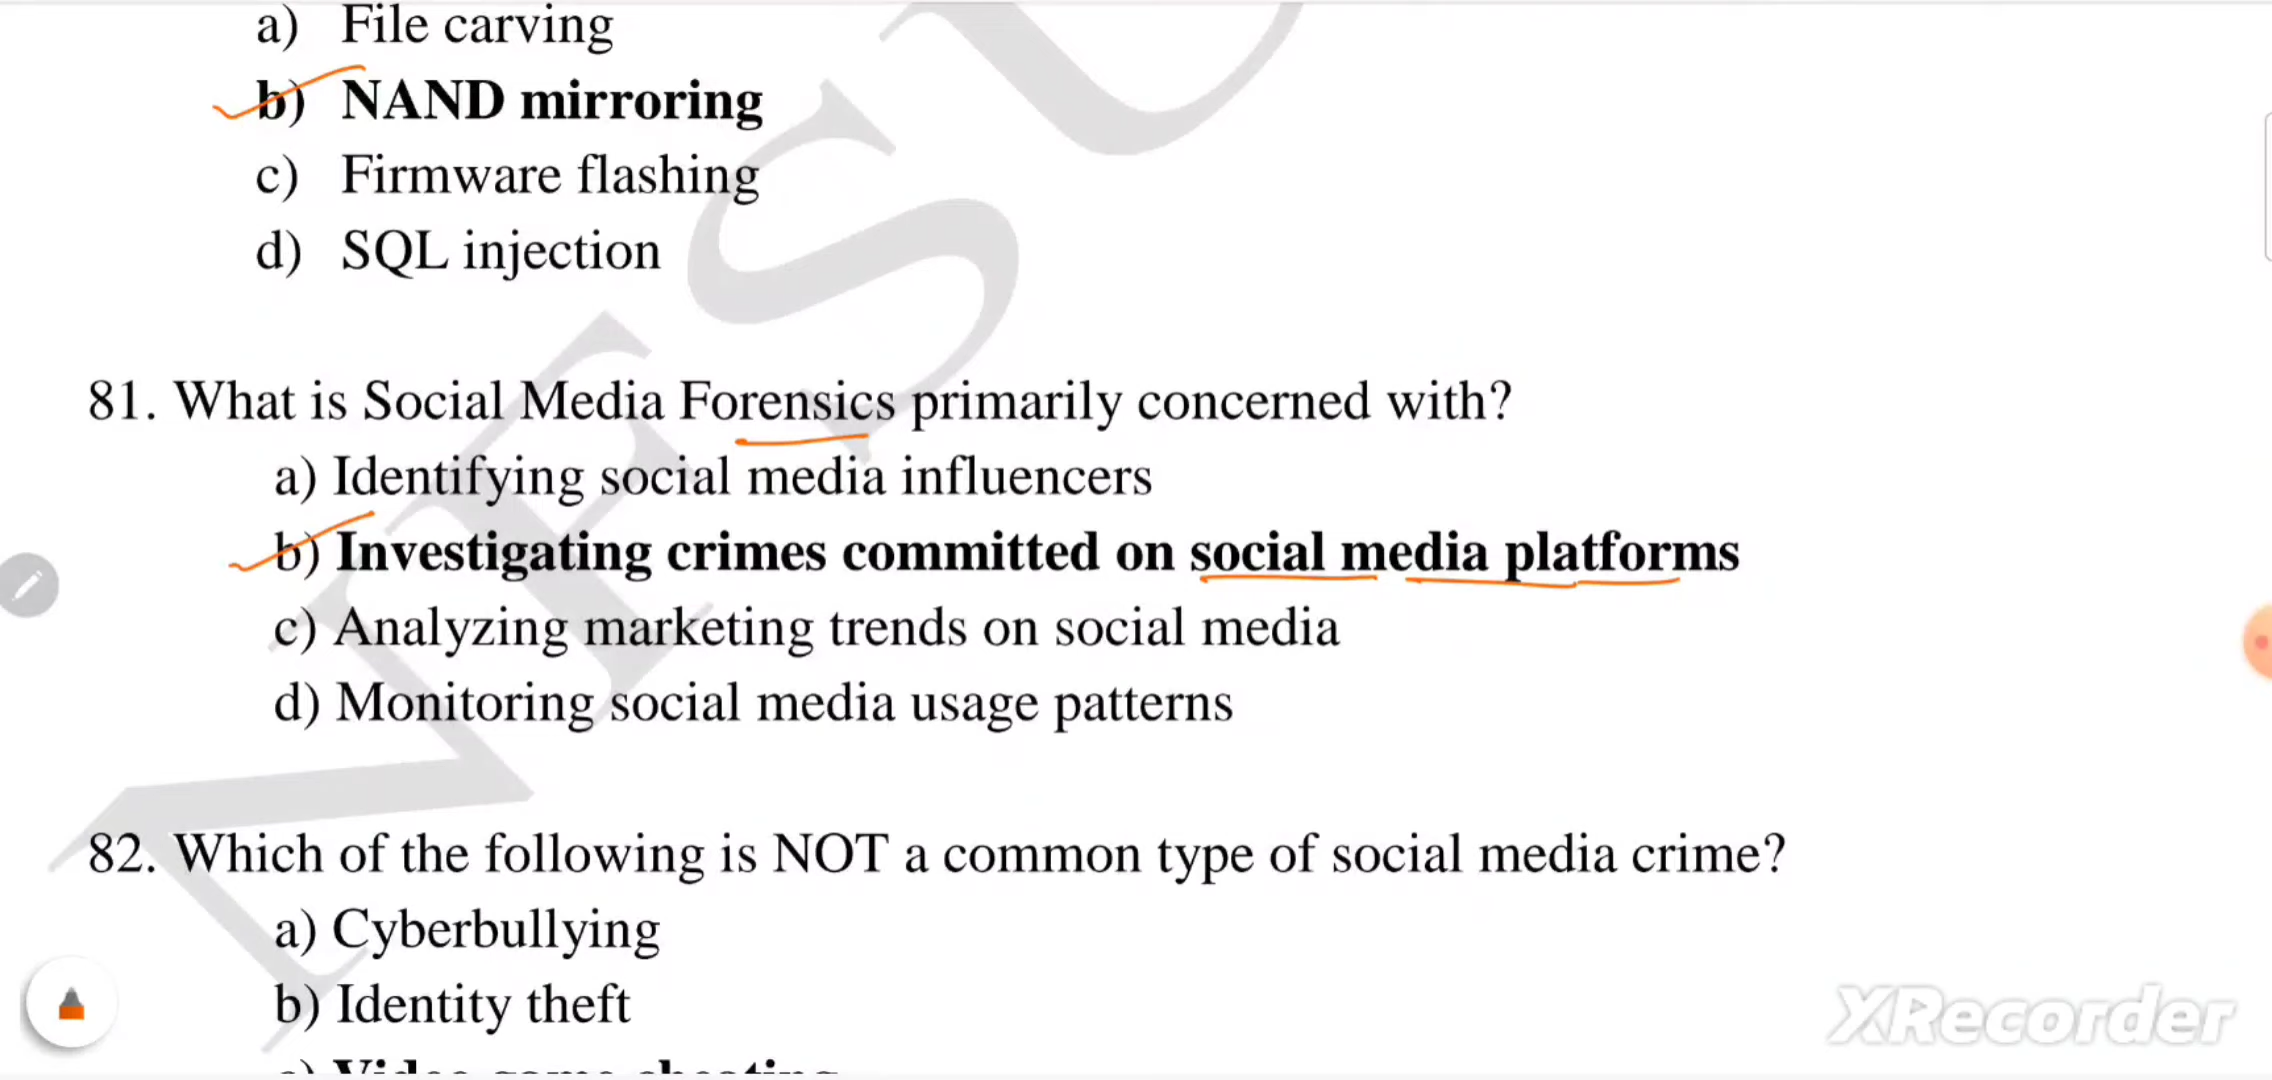 a) File carving
b) NAND mirroring
c) Firmware flashing
d) SQL injection
81. What is Social Media Forensics primarily concerned with?
a) Identifying social media influencers
b) Investigating crimes committed on social media platforms
c) Analyzing marketing trends on social media
d) Monitoring social media usage patterns
82. Which of the following is NOT a common type of social media crime?
a) Cyberbullying
b) Identity theft
XRecorder